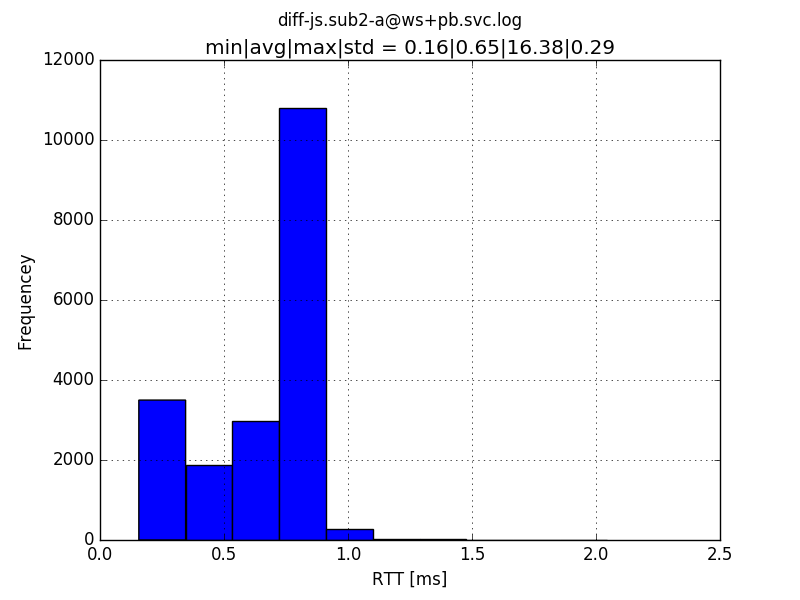 diff-js.sub2-a@ws+pb.svc.log
min|avg|max|std = 0.16|0.65|16.38|0.29
12000
10000
8000
6000
4000
2000
0
Frequencey
0.0 0.5 1.0 1.5 2.0 2.5
RTT [ms]